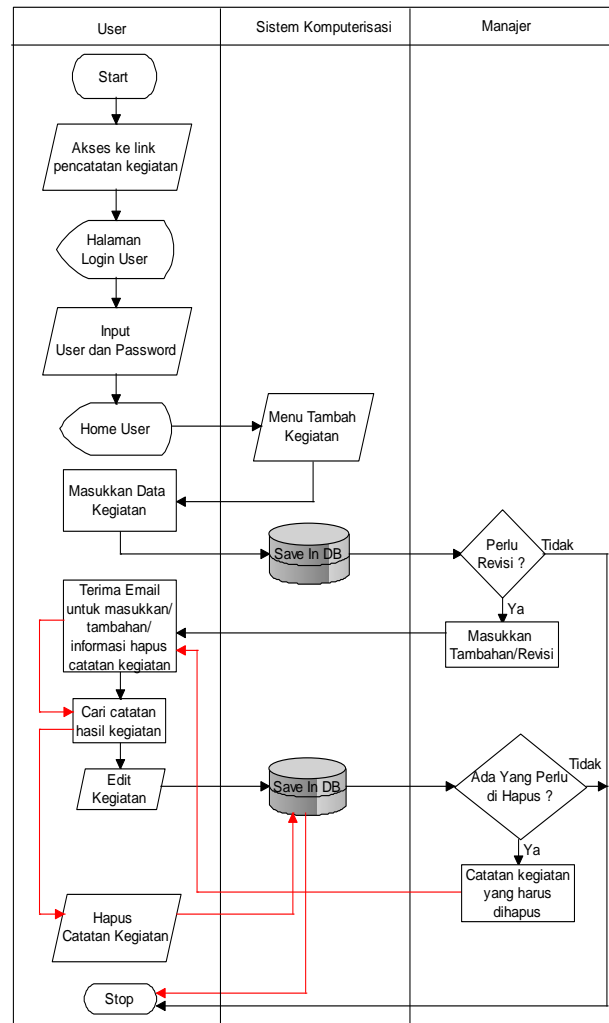 User
Sistem Komputerisasi
Manajer
Start
Akses ke link
pencatatan kegiatan
Halaman
Login User
Input
User dan Password
Home User
Menu Tambah
Kegiatan
Masukkan Data
Kegiatan
Save In DB
Perlu
Revisi ?
Tidak
Ya
Masukkan
Tambahan/Revisi
Terima Email
untuk masukkan/
tambahan/
informasi hapus
catatan kegiatan
Cari catatan
hasil kegiatan
Edit
Kegiatan
Save In DB
Ada Yang Perlu
di Hapus ?
Tidak
Ya
Catatan kegiatan
yang harus
dihapus
Hapus
Catatan Kegiatan
Stop